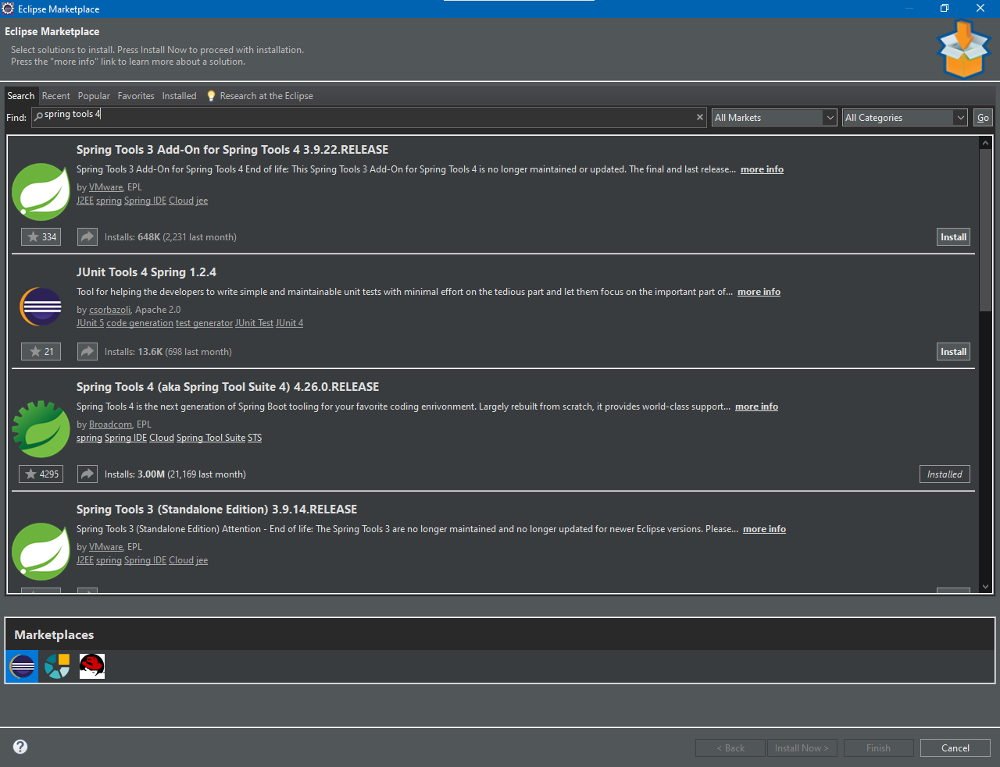 Eclipse Marketplace
Eclipse Marketplace
Select solutions to install. Press Install Now to proceed with installation.
Press the "more info" link to learn more about a solution.
Search Recent Popular Favorites Installed Research at the Eclipse
Find: spring tools 4 All Markets All Categories Go
Spring Tools 3 Add-On for Spring Tools 4 3.9.22.RELEASE
Spring Tools 3 Add-On for Spring Tools 4 End of life: This Spring Tools 3 Add-On for Spring Tools 4 is no longer maintained or updated. The final and last release... more info
by VMware, EPL
J2EE spring Spring IDE Cloud jee
334 Installs: 648K (2,231 last month) Install
JUnit Tools 4 Spring 1.2.4
Tool for helping the developers to write simple and maintainable unit tests with minimal effort on the tedious part and let them focus on the important part of... more info
by csorbazoli, Apache 2.0
JUnit 5 code generation test generator JUnit Test JUnit 4
21 Installs: 13.6K (698 last month) Install
Spring Tools 4 (aka Spring Tool Suite 4) 4.26.0.RELEASE
Spring Tools 4 is the next generation of Spring Boot tooling for your favorite coding enrivonment. Largely rebuilt from scratch, it provides world-class support... more info
by Broadcom, EPL
spring Spring IDE Cloud Spring Tool Suite STS
4295 Installs: 3.00M (21,169 last month) Installed
Spring Tools 3 (Standalone Edition) 3.9.14.RELEASE
Spring Tools 3 (Standalone Edition) Attention - End of life: The Spring Tools 3 are no longer maintained and no longer updated for newer Eclipse versions. Please... more info
by VMware, EPL
J2EE spring Spring IDE Cloud jee
Marketplaces
? < Back Install Now > Finish Cancel